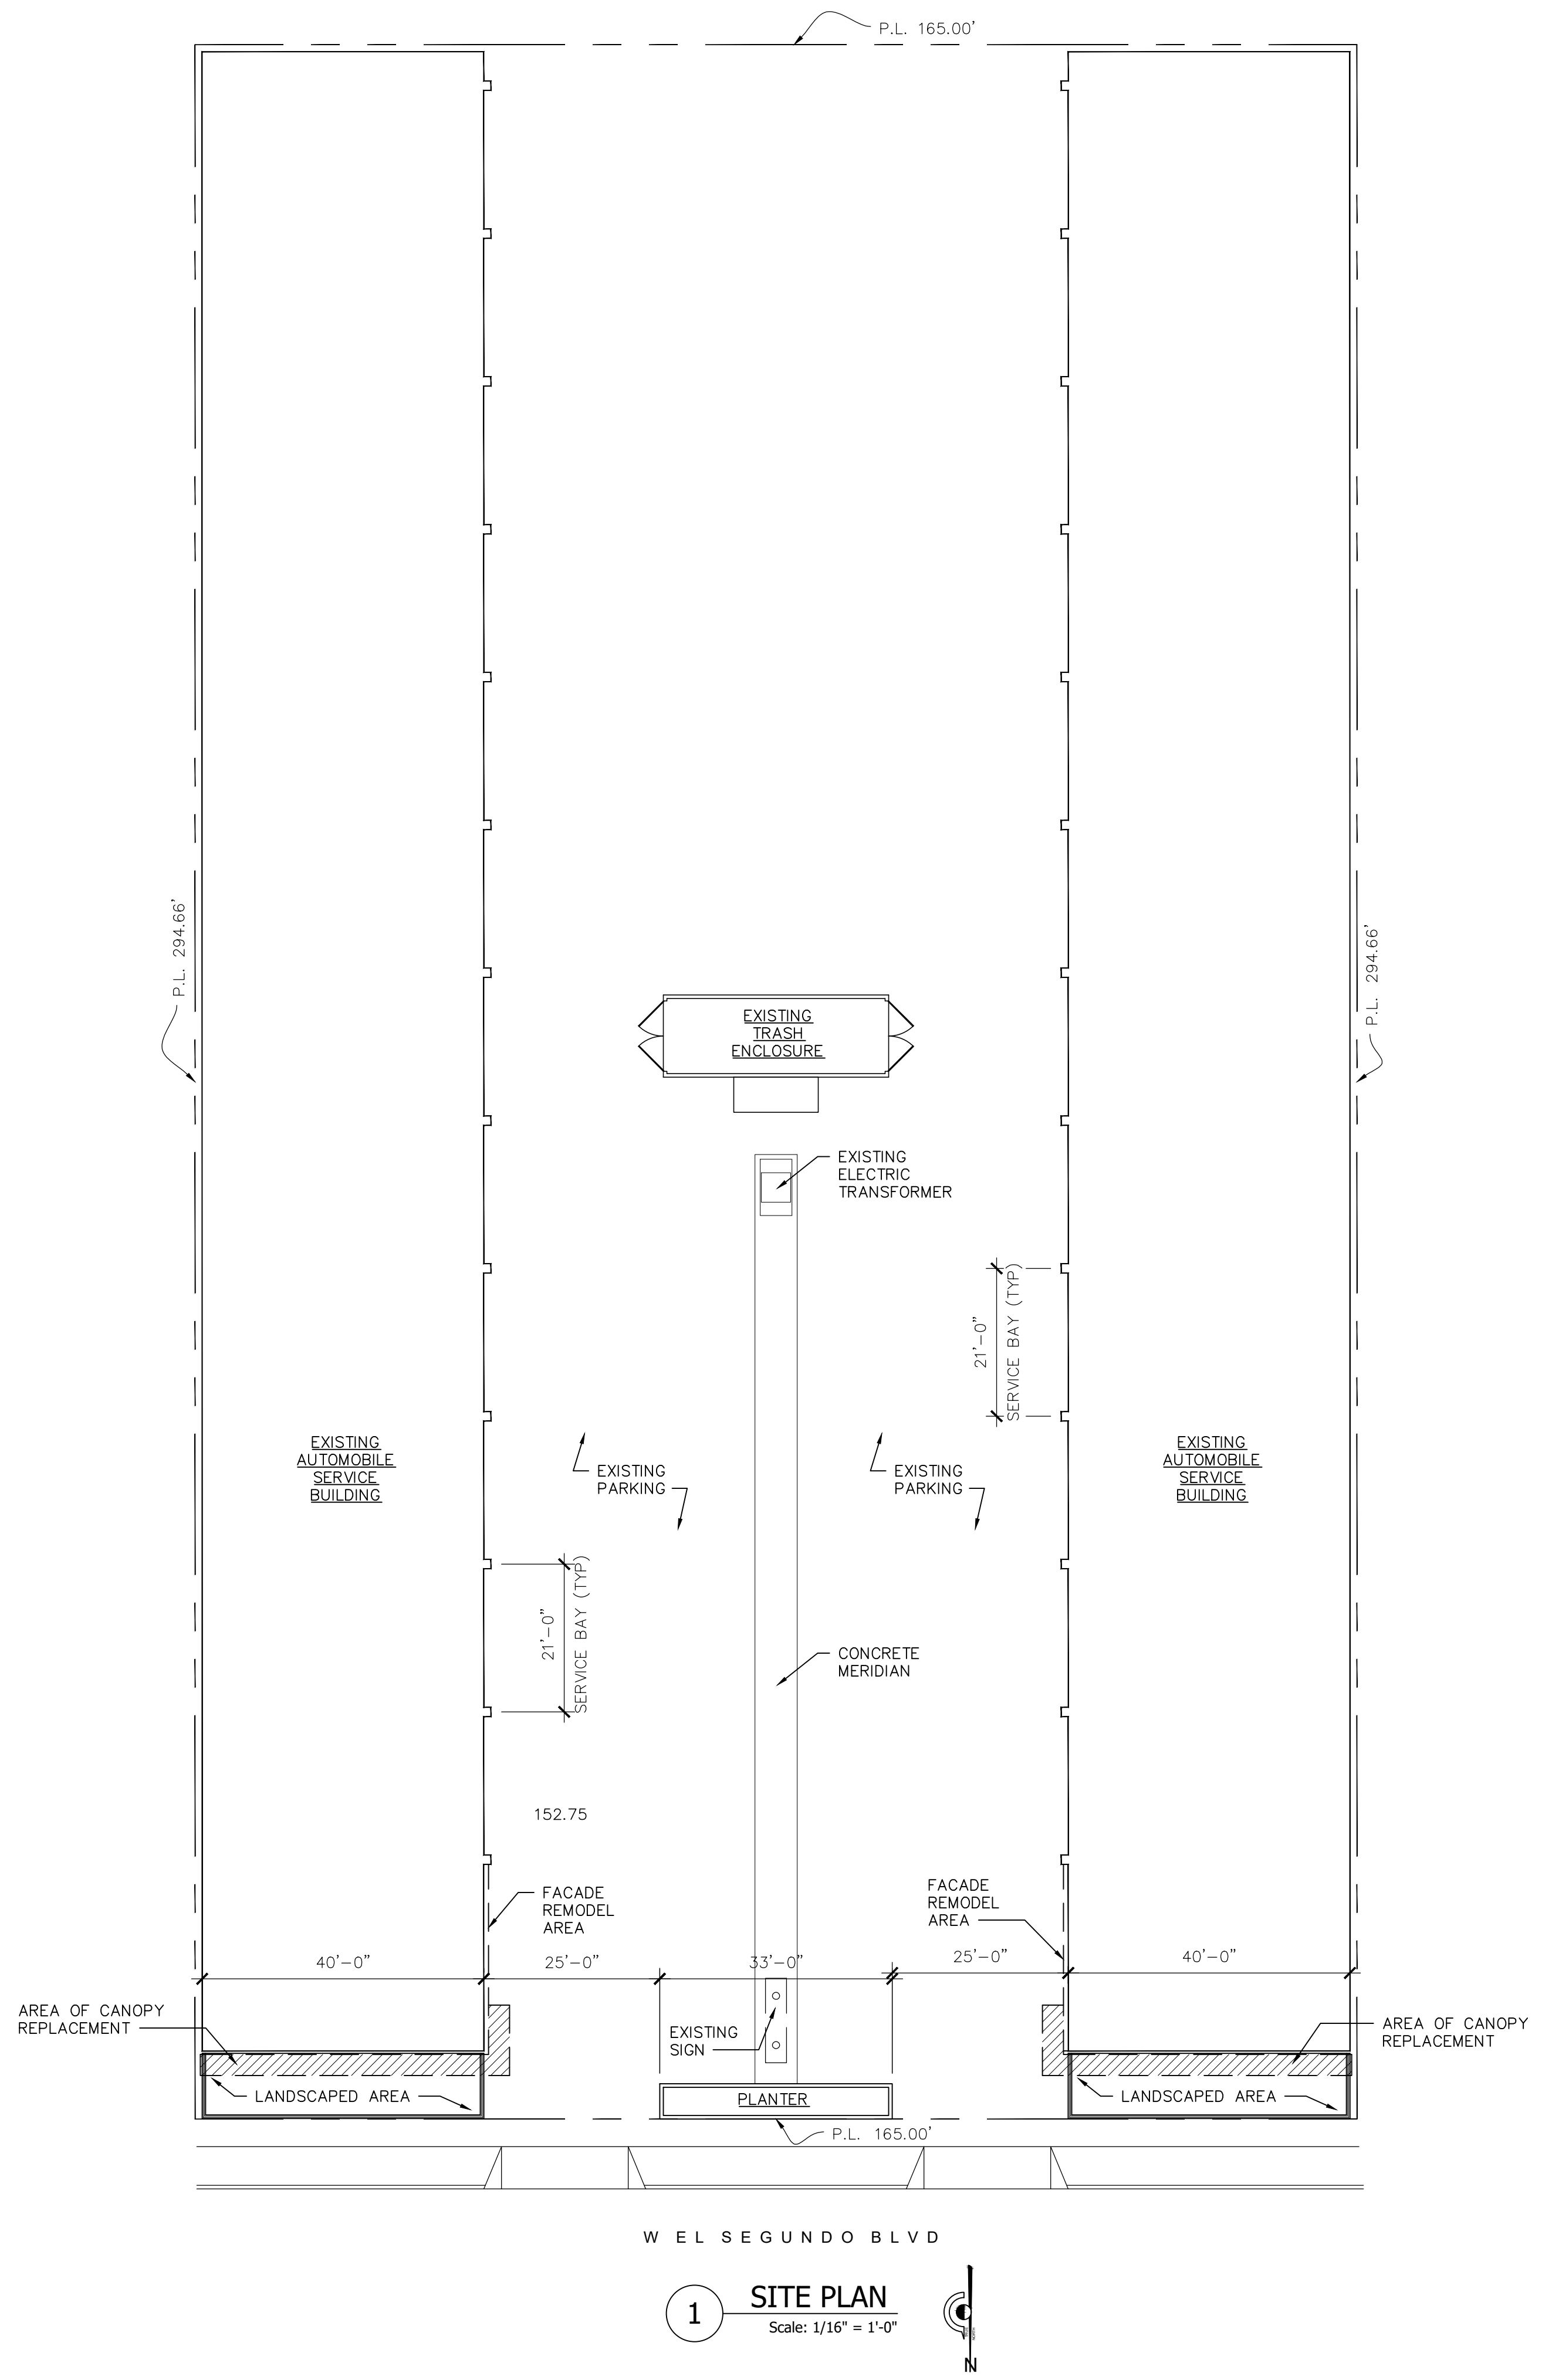 P.L. 165.00'
P.L. 294.66'
P.L. 294.66'
EXISTING
TRASH
ENCLOSURE
EXISTING
ELECTRIC
TRANSFORMER
21'-0"
SERVICE BAY (TYP)
EXISTING
AUTOMOBILE
SERVICE
BUILDING
EXISTING
PARKING
EXISTING
PARKING
EXISTING
AUTOMOBILE
SERVICE
BUILDING
21'-0"
SERVICE BAY (TYP)
CONCRETE
MERIDIAN
152.75
FACADE
REMODEL
AREA
FACADE
REMODEL
AREA
40'-0"
25'-0"
33'-0"
25'-0"
40'-0"
AREA OF CANOPY
REPLACEMENT
EXISTING
SIGN
AREA OF CANOPY
REPLACEMENT
LANDSCAPED AREA
PLANTER
LANDSCAPED AREA
P.L. 165.00'
W EL SEGUNDO BLVD
1
SITE PLAN
Scale: 1/16" = 1'-0"
N